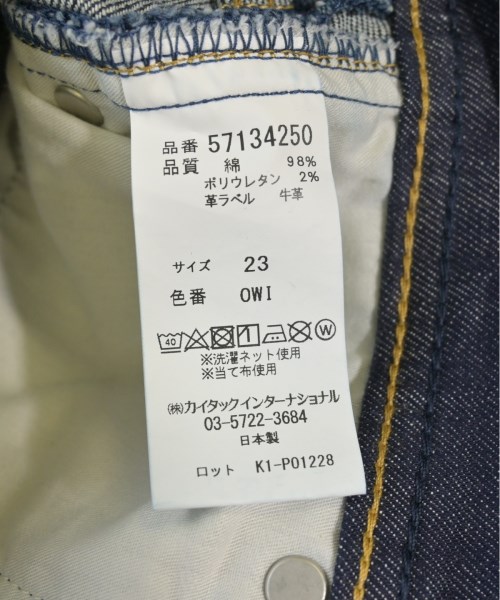 品番 57134250
品質 綿 98%
ポリウレタン 2%
革ラベル 牛革
サイズ 23
色番 OWI
40 W
※洗濯ネット使用
※当て布使用
㈱カイタックインターナショナル
03-5722-3684
日本製
ロット K1-P01228